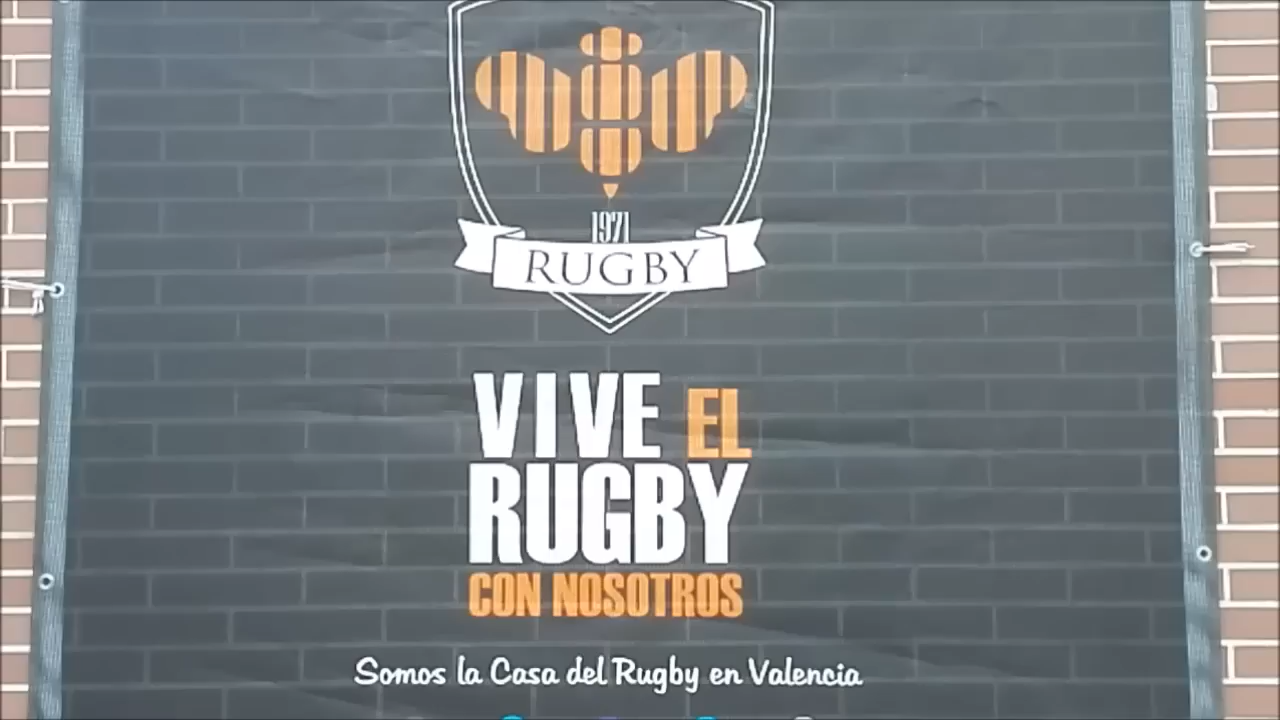 1971
RUGBY
VIVE EL
RUGBY
CON NOSOTROS
Somos la Casa del Rugby en Valencia